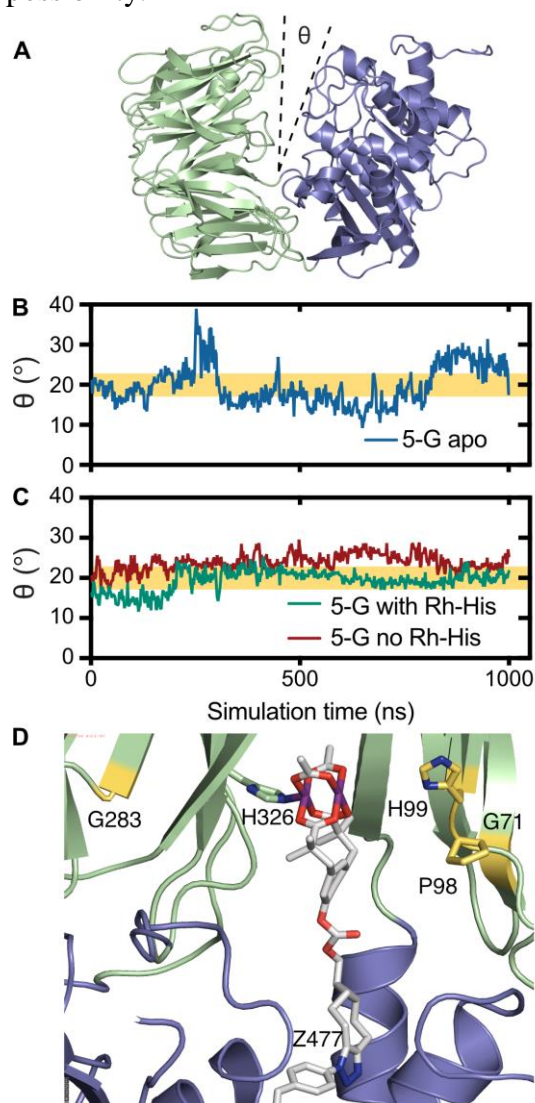 possibility.
A
θ
B
40
30
20
10
0
θ (°)
5-G apo
C
40
30
20
10
0
θ (°)
5-G with Rh-His
5-G no Rh-His
0
500
1000
Simulation time (ns)
D
G283
H326
H99
G71
P98
Z477